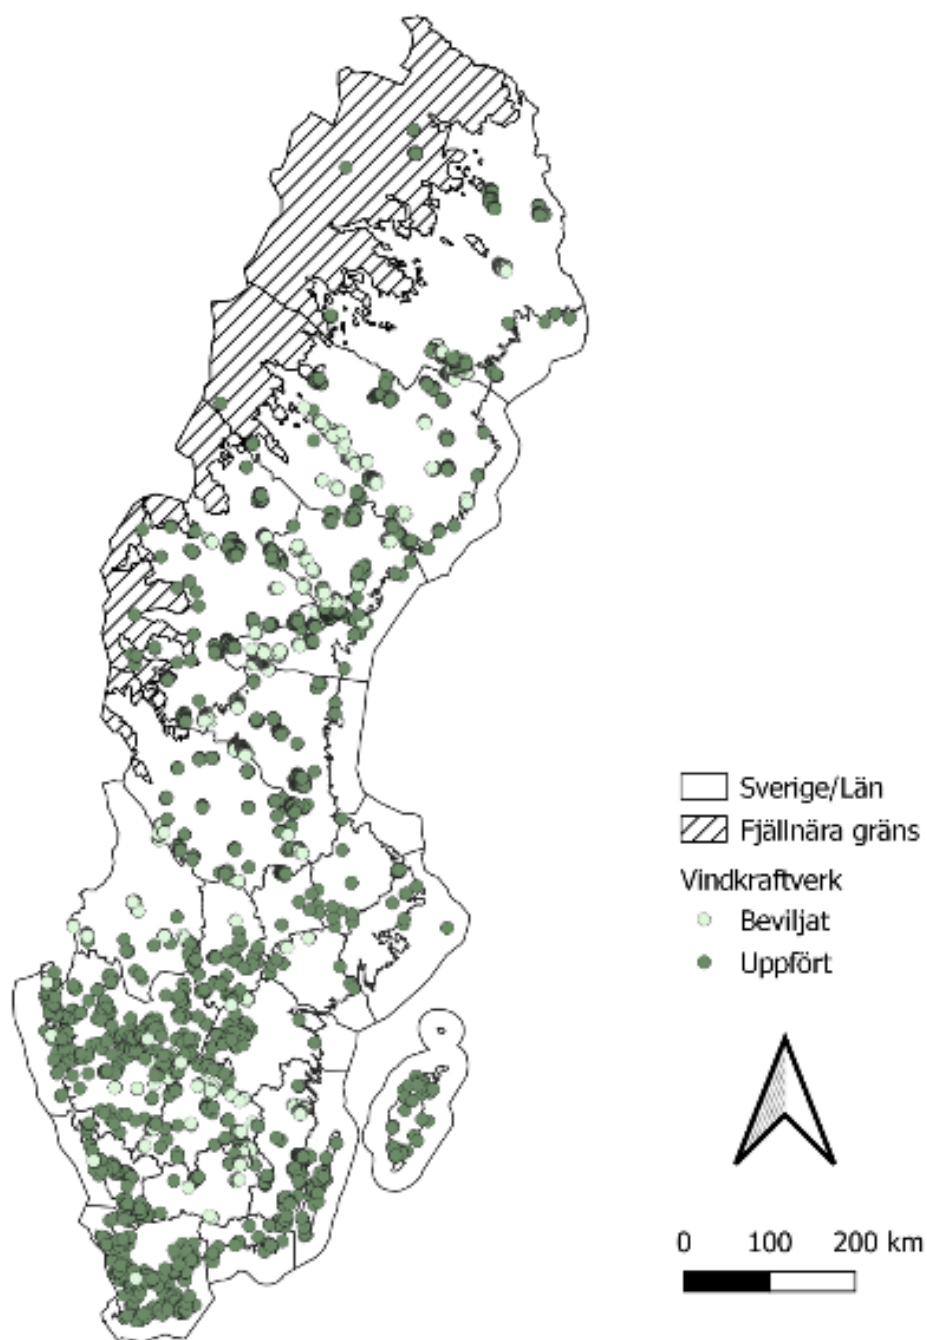 Sverige/Län
Fjällnära gräns
Vindkraftverk
Beviljat
Uppfört
0 100 200 km